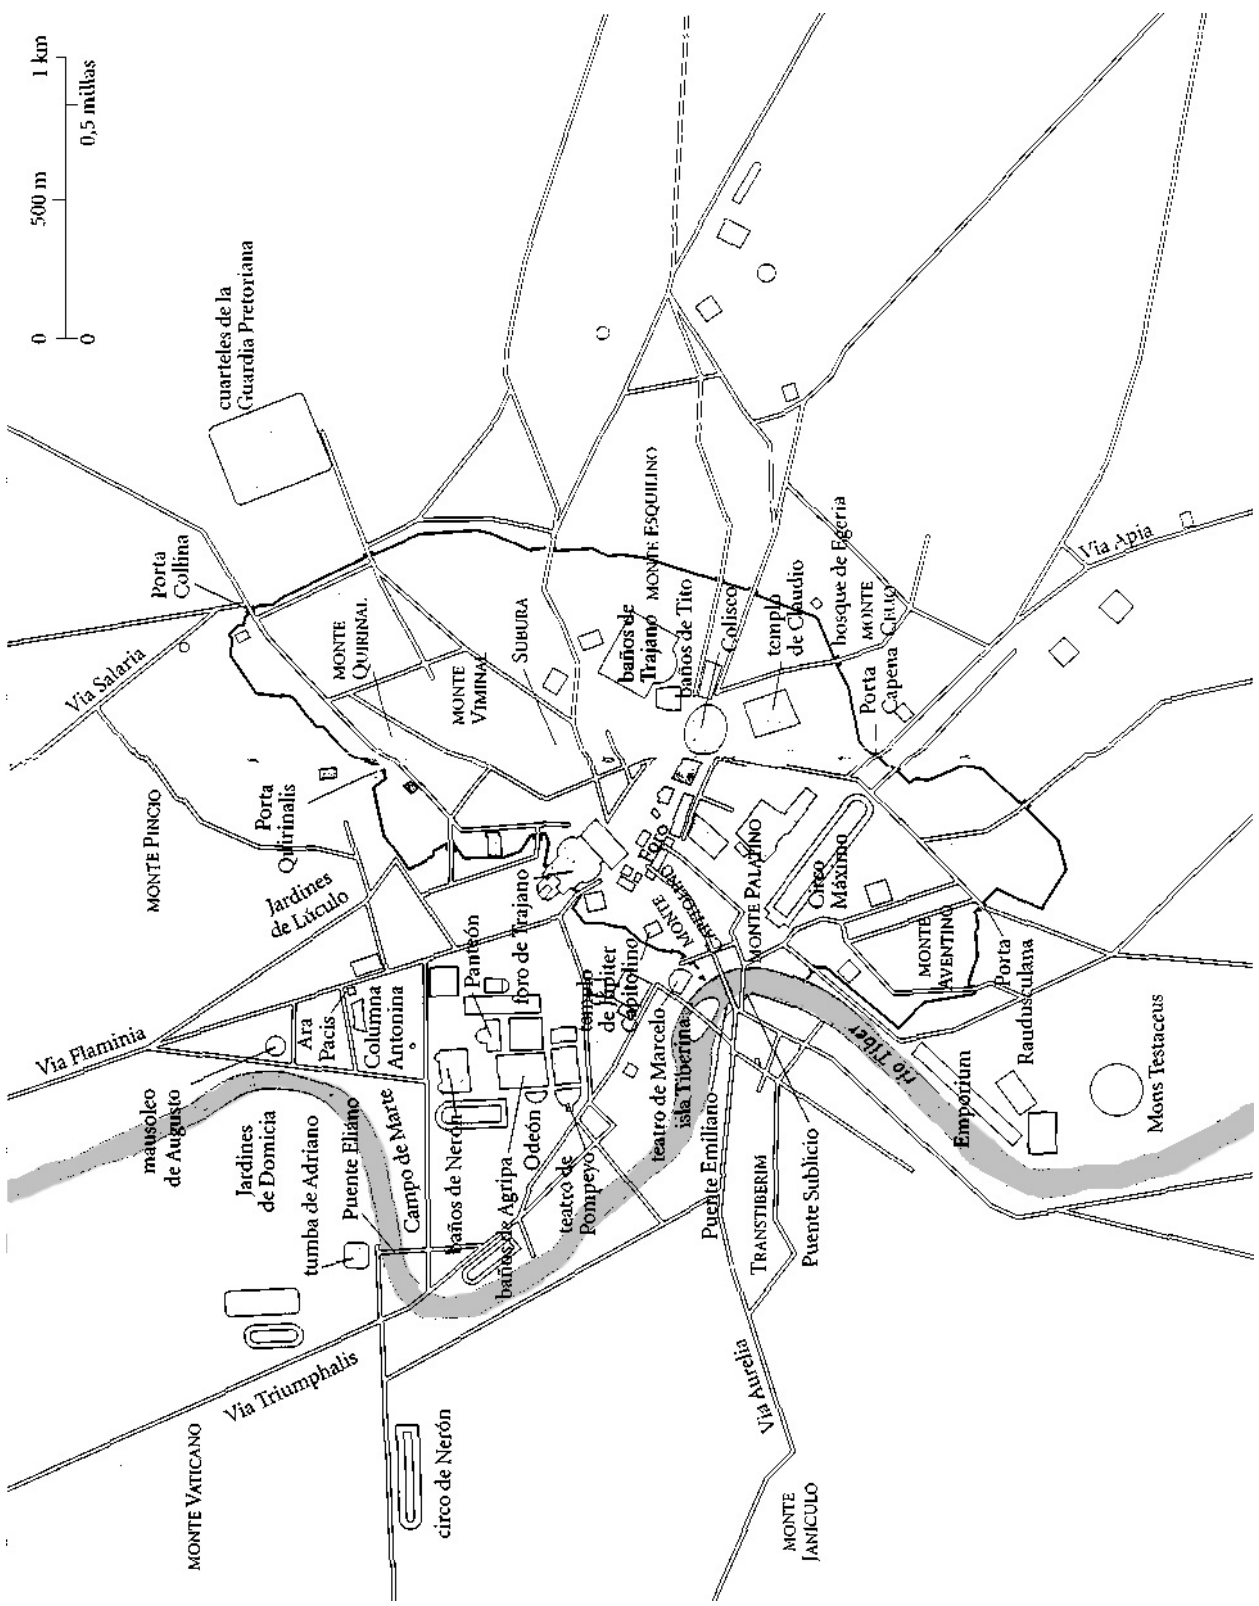 0
500 m
1 km
0
0,5 millas
cuarteles de la
Guardia Pretoriana
Porta
Collina
Via Salaria
MONTE
QUIRINAL
MONTE
VIMINAL
SUBURA
MONTE ESQUILINO
baños de
Trajano
baños de Tito
Coliseo
templo
de Claudio
bosque de Egeria
MONTE
CELIO
Porta
Capena
Via Apia
MONTE PINCIO
Porta
Quirinalis
Jardines
de Lúculo
Panteón
foro de Trajano
Foro
MONTE
CAPITOLINO
templo
de Júpiter
Capitolino
MONTE PALATINO
Circo
Máximo
MONTE
AVENTINO
Porta
Raudusculana
Via Flaminia
Ara
Pacis
Columna
Antonina
mausoleo
de Augusto
Jardines
de Domicia
tumba de Adriano
Puente Eliano
Campo de Marte
baños de Nerón
baños de Agripa
Odeón
teatro de
Pompeyo
teatro de Marcelo
isla Tiberina
Puente Emiliano
TRANSTIBERIM
Puente Sublicio
río Tíber
Emporium
Mons Testaceus
Via Triumphalis
MONTE VATICANO
circo de Nerón
Via Aurelia
MONTE
JANÍCULO